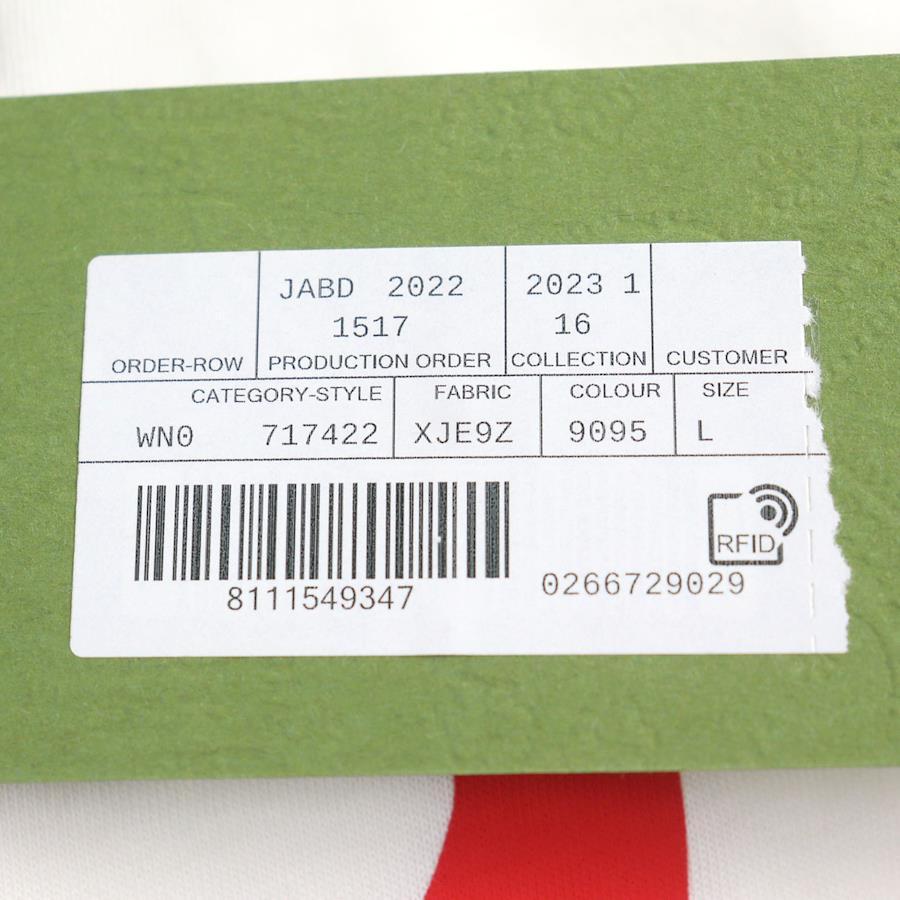 JABD 2022 2023 1
1517 16
ORDER-ROW PRODUCTION ORDER COLLECTION CUSTOMER
CATEGORY-STYLE FABRIC COLOUR SIZE
WN0 717422 XJE9Z 9095 L
RFID
8111549347 0266729029